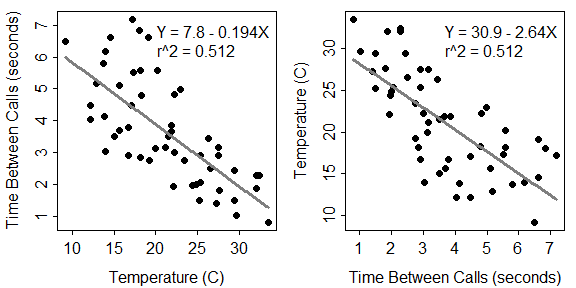 Y = 7.8 - 0.194X
r^2 = 0.512
Time Between Calls (seconds)
7
6
5
4
3
2
1
10 15 20 25 30
Temperature (C)
Y = 30.9 - 2.64X
r^2 = 0.512
Temperature (C)
30
25
20
15
10
1 2 3 4 5 6 7
Time Between Calls (seconds)